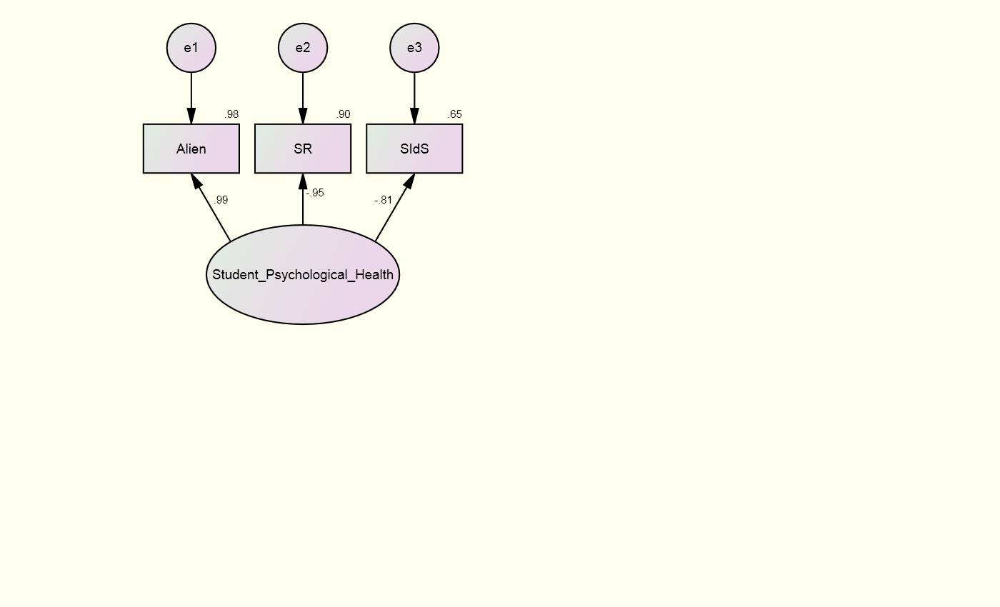 e1
e2
e3
.98
.90
.65
Alien
SR
SIdS
.99
-.95
-.81
Student_Psychological_Health